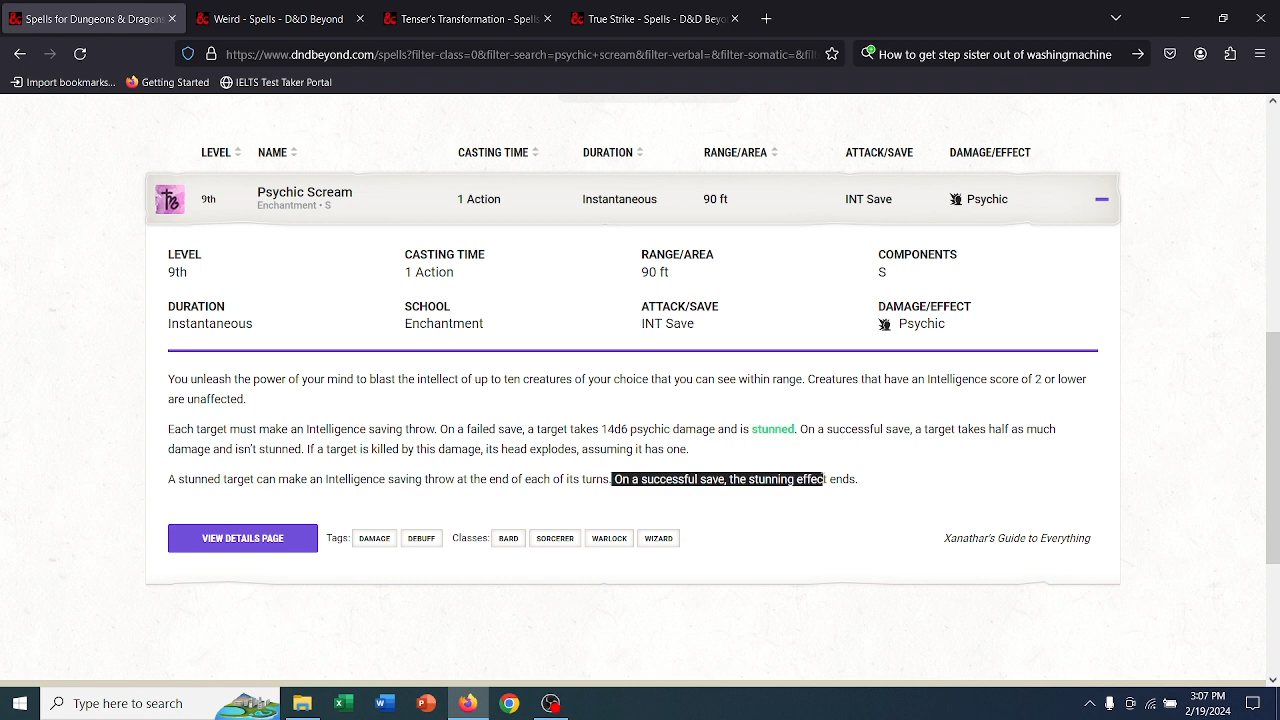 Spells for Dungeons & Dragons
Weird - Spells - D&D Beyond
Tenser's Transformation - Spells
True Strike - Spells - D&D Bey
https://www.dndbeyond.com/spells?filter-class=0&filter-search=psychic+scream&filter-verbal=&filter-somatic=&fil
How to get step sister out of washingmachine
Import bookmarks...
Getting Started
IELTS Test Taker Portal
LEVEL NAME CASTING TIME DURATION RANGE/AREA ATTACK/SAVE DAMAGE/EFFECT
9th Psychic Scream 1 Action Instantaneous 90 ft INT Save Psychic
Enchantment • S
LEVEL CASTING TIME RANGE/AREA COMPONENTS
9th 1 Action 90 ft S
DURATION SCHOOL ATTACK/SAVE DAMAGE/EFFECT
Instantaneous Enchantment INT Save Psychic
You unleash the power of your mind to blast the intellect of up to ten creatures of your choice that you can see within range. Creatures that have an Intelligence score of 2 or lower
are unaffected.
Each target must make an Intelligence saving throw. On a failed save, a target takes 14d6 psychic damage and is stunned. On a successful save, a target takes half as much
damage and isn't stunned. If a target is killed by this damage, its head explodes, assuming it has one.
A stunned target can make an Intelligence saving throw at the end of each of its turns. On a successful save, the stunning effect ends.
VIEW DETAILS PAGE Tags: DAMAGE DEBUFF Classes: BARD SORCERER WARLOCK WIZARD Xanathar's Guide to Everything
Type here to search
3:07 PM
2/19/2024